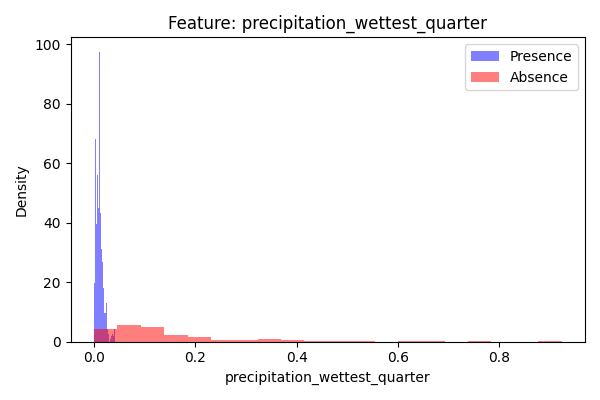 Feature: precipitation_wettest_quarter
Presence
Absence
Density
100
80
60
40
20
0
0.0 0.2 0.4 0.6 0.8
precipitation_wettest_quarter